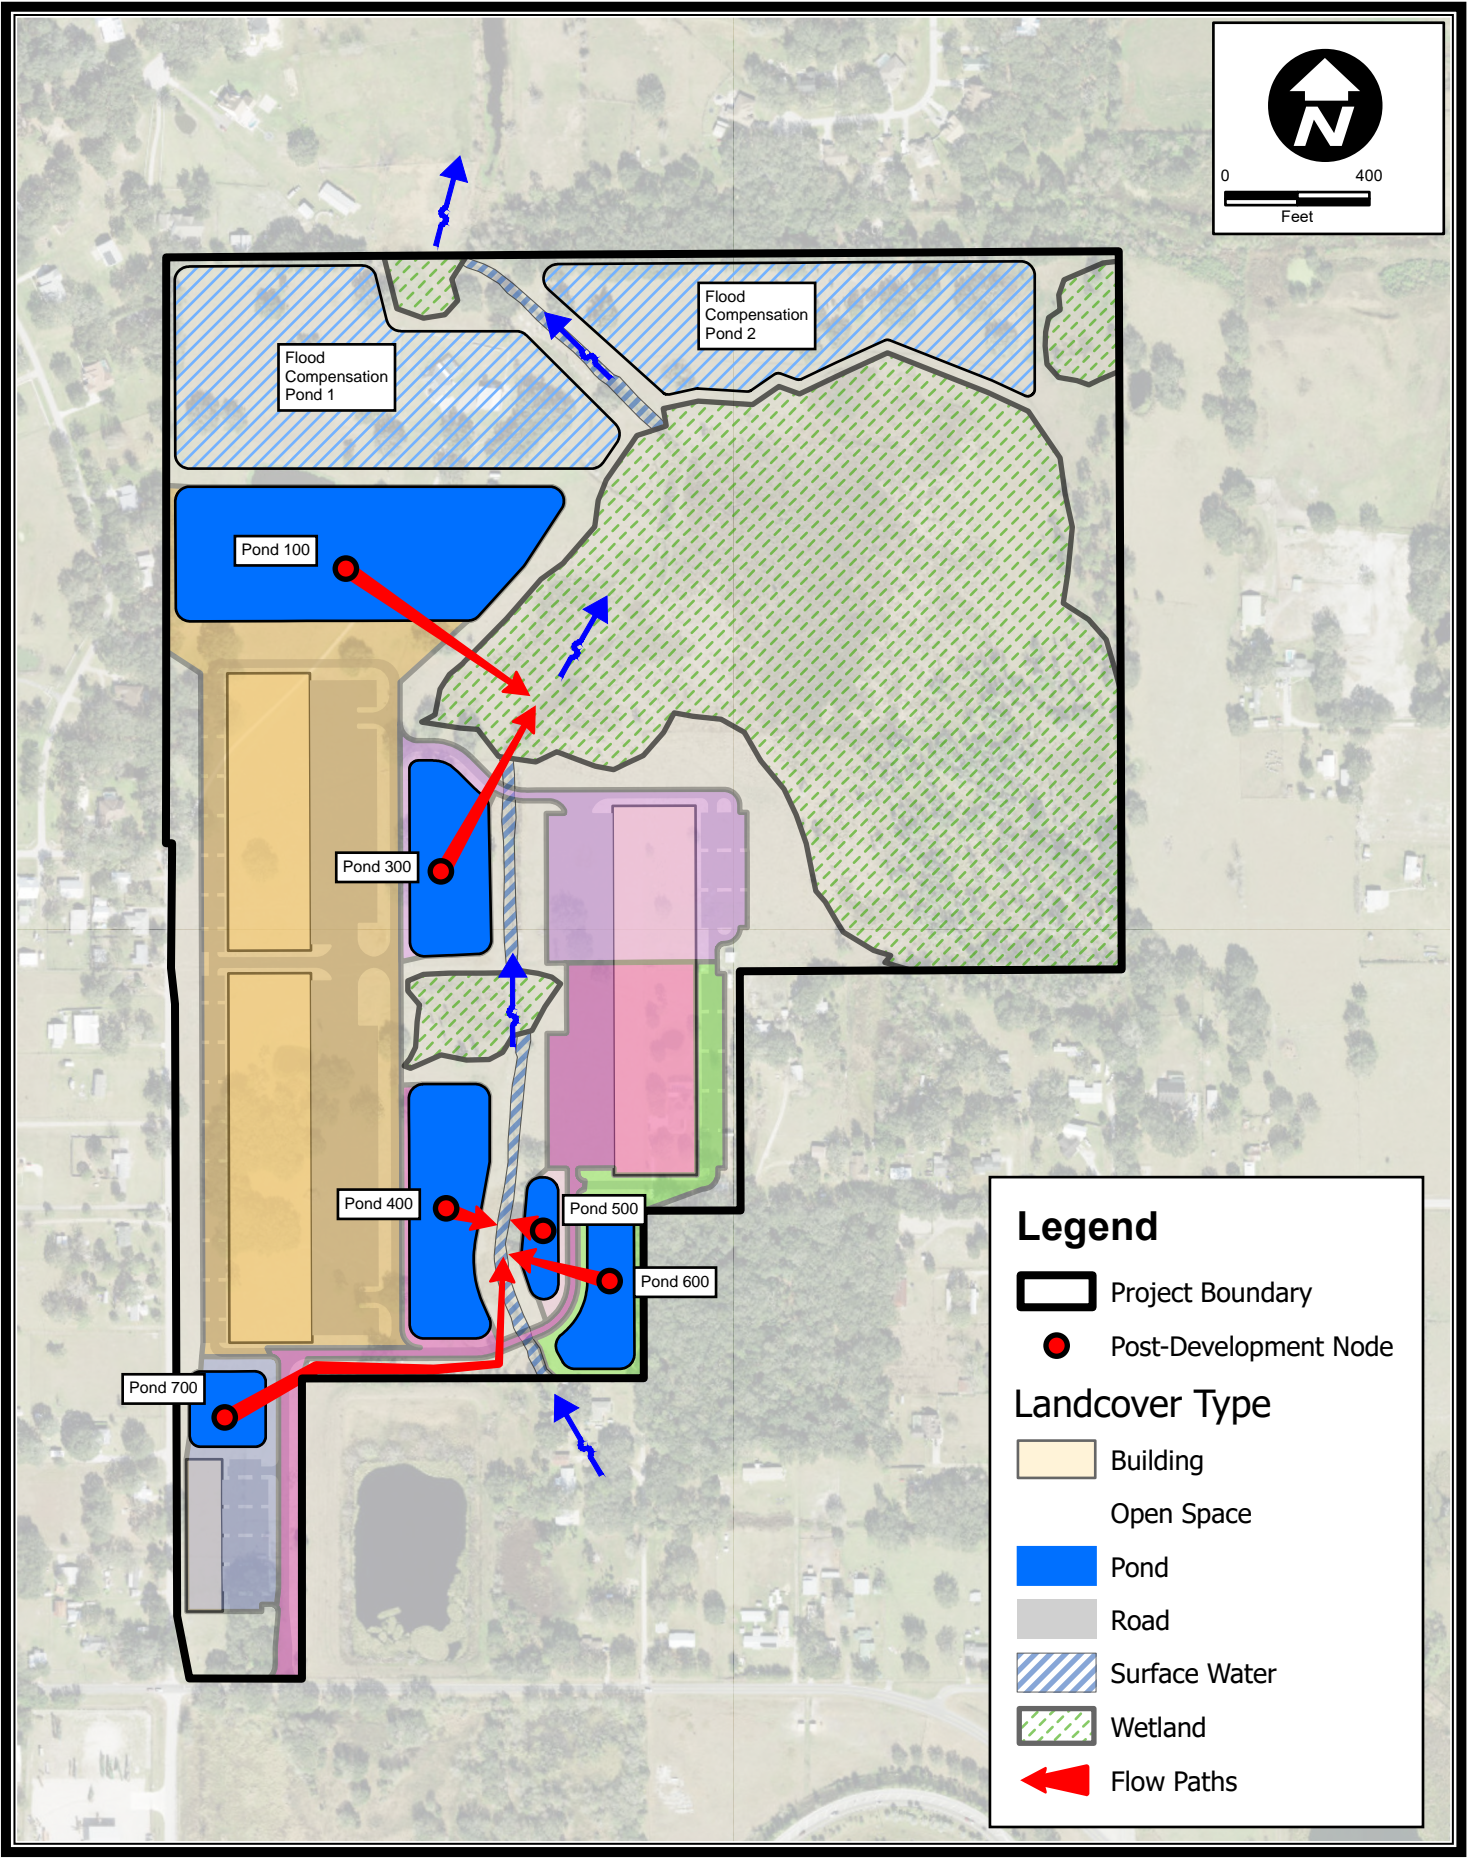 N
0 400
Feet
Flood
Compensation
Pond 2
Flood
Compensation
Pond 1
Pond 100
Pond 300
Pond 400
Pond 500
Pond 600
Pond 700
Legend
Project Boundary
Post-Development Node
Landcover Type
Building
Open Space
Pond
Road
Surface Water
Wetland
Flow Paths